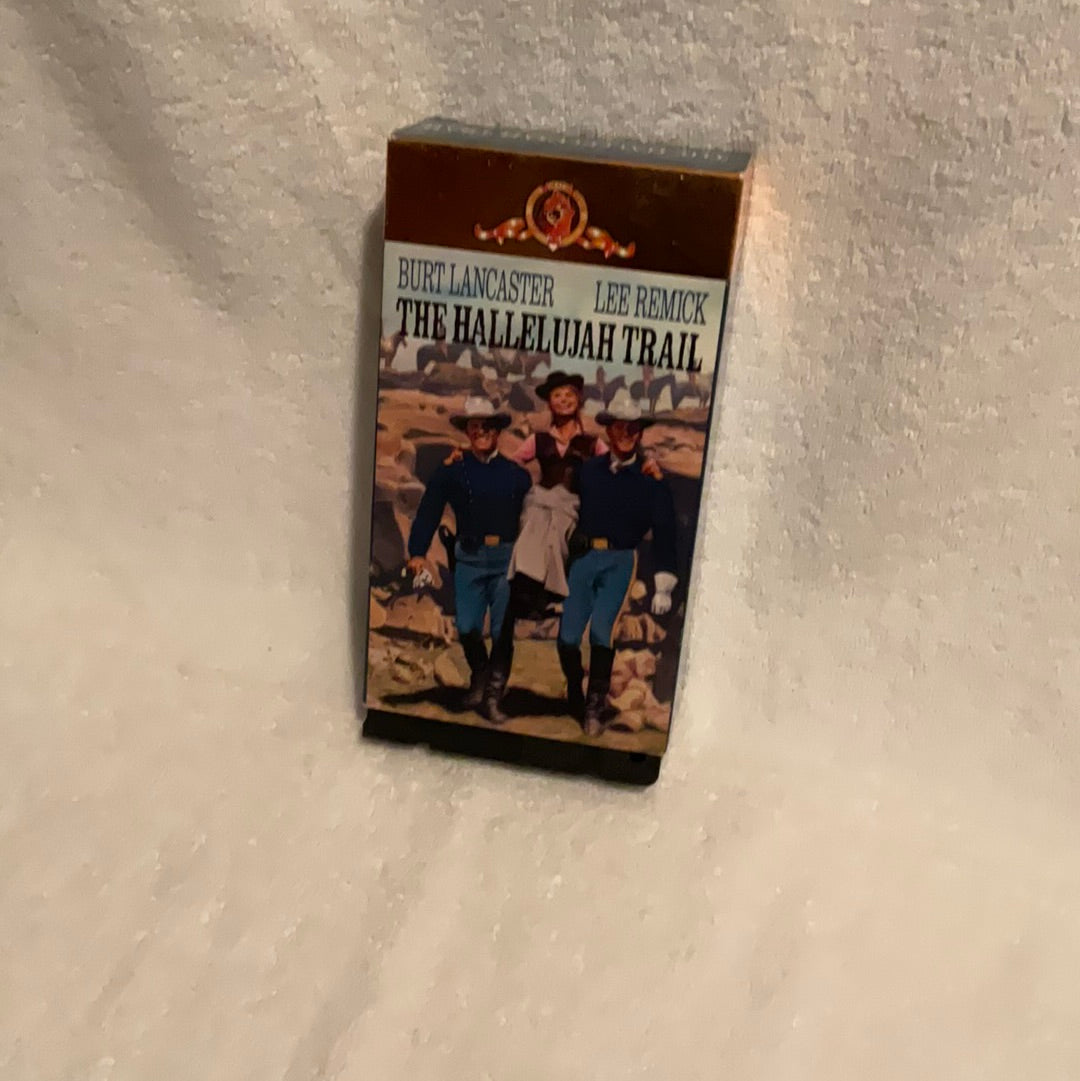 BURT LANCASTER LEE REMICK
THE HALLELUJAH TRAIL